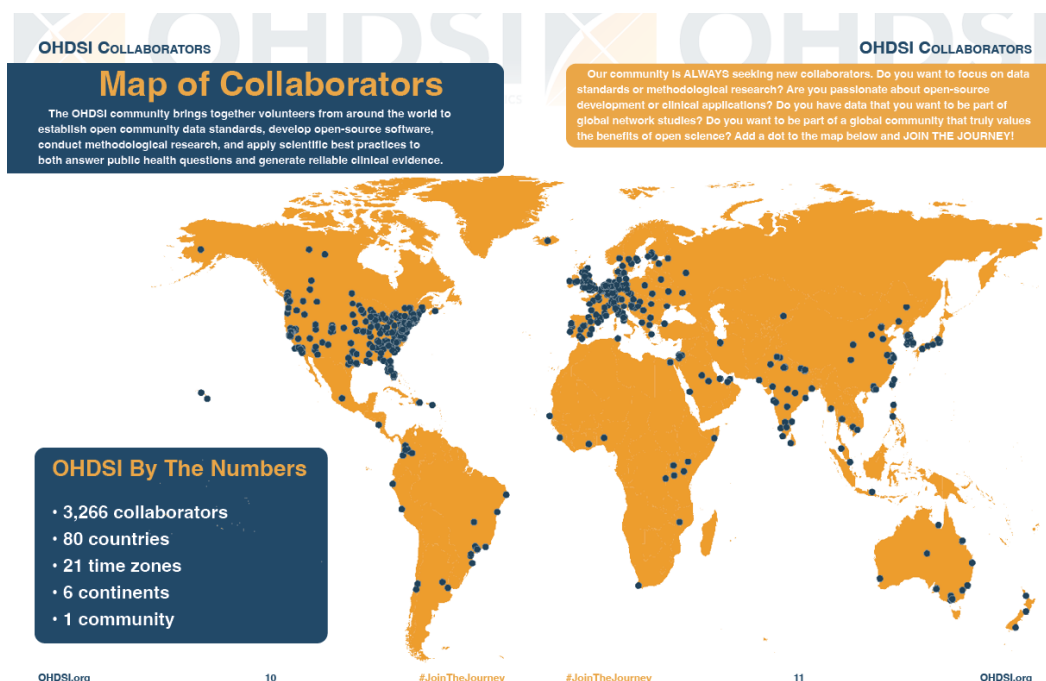 OHDSI COLLABORATORS
Map of Collaborators
The OHDSI community brings together volunteers from around the world to
establish open community data standards, develop open-source software,
conduct methodological research, and apply scientific best practices to
both answer public health questions and generate reliable clinical evidence.
OHDSI By The Numbers
• 3,266 collaborators
• 80 countries
• 21 time zones
• 6 continents
• 1 community
OHDSI.org 10 #JoinTheJourney
OHDSI
OHDSI COLLABORATORS
Our community is ALWAYS seeking new collaborators. Do you want to focus on data
standards or methodological research? Are you passionate about open-source
development or clinical applications? Do you have data that you want to be part of
global network studies? Do you want to be part of a global community that truly values
the benefits of open science? Add a dot to the map below and JOIN THE JOURNEY!
#JoinTheJourney 11 OHDSI.org